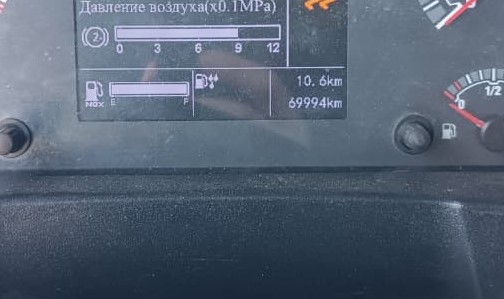 Давление воздуха(x0.1MPa)
2
0 3 6 9 12
NOX E F
10.6km
69994km
0 1/2